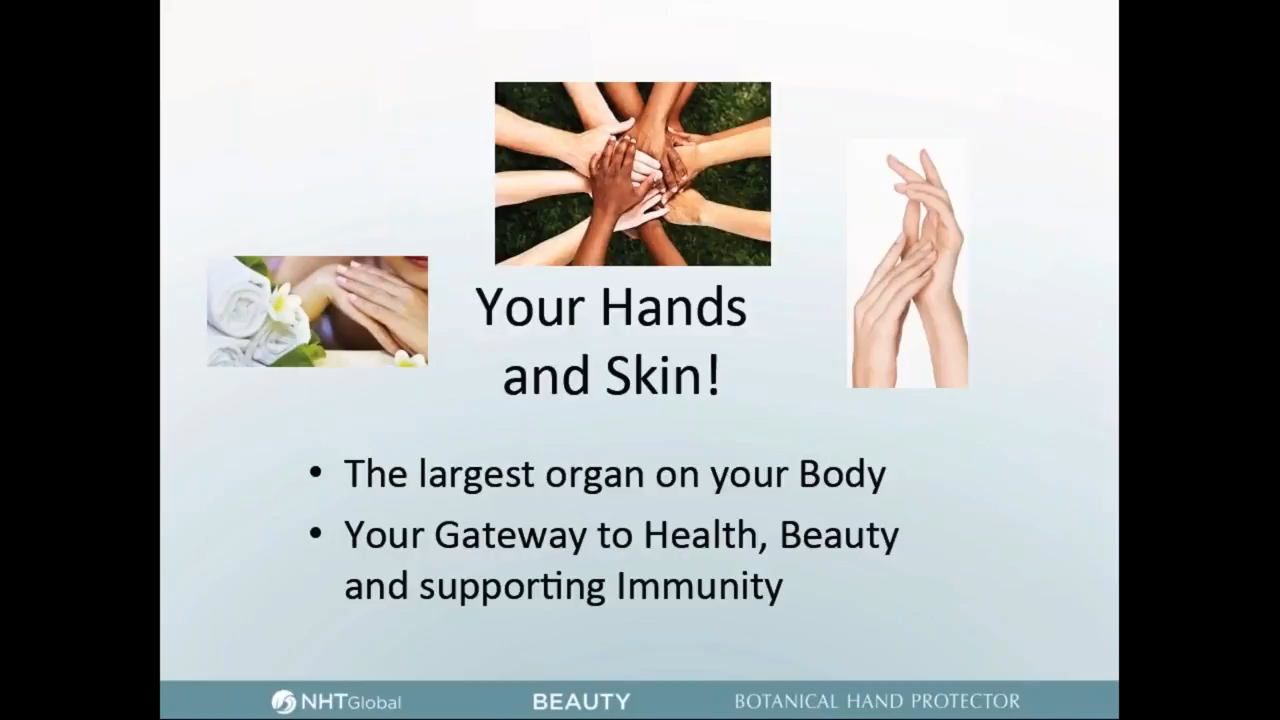 Your Hands
and Skin!
• The largest organ on your Body
• Your Gateway to Health, Beauty
and supporting Immunity
NHTGlobal
BEAUTY
BOTANICAL HAND PROTECTOR